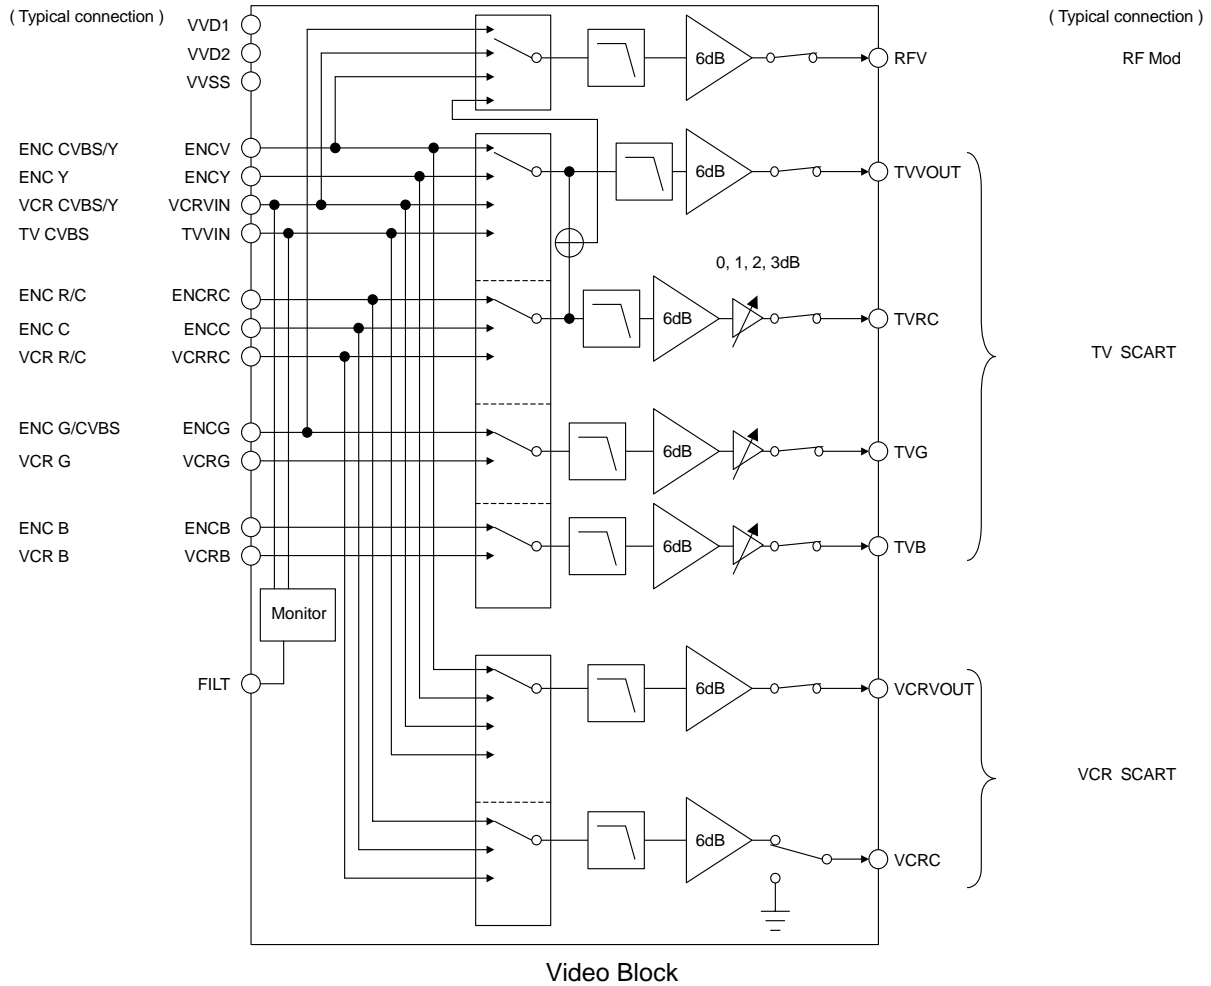 ( Typical connection )
( Typical connection )
VVD1
VVD2
VVSS
6dB
RFV
RF Mod
ENC CVBS/Y
ENCV
ENC Y
ENCY
VCR CVBS/Y
VCRVIN
TV CVBS
TVVIN
6dB
TVVOUT
0, 1, 2, 3dB
ENC R/C
ENCRC
ENC C
ENCC
VCR R/C
VCRRC
6dB
TVRC
TV SCART
ENC G/CVBS
ENCG
VCR G
VCRG
6dB
TVG
ENC B
ENCB
VCR B
VCRB
6dB
TVB
Monitor
FILT
6dB
VCRVOUT
VCR SCART
6dB
VCRC
Video Block